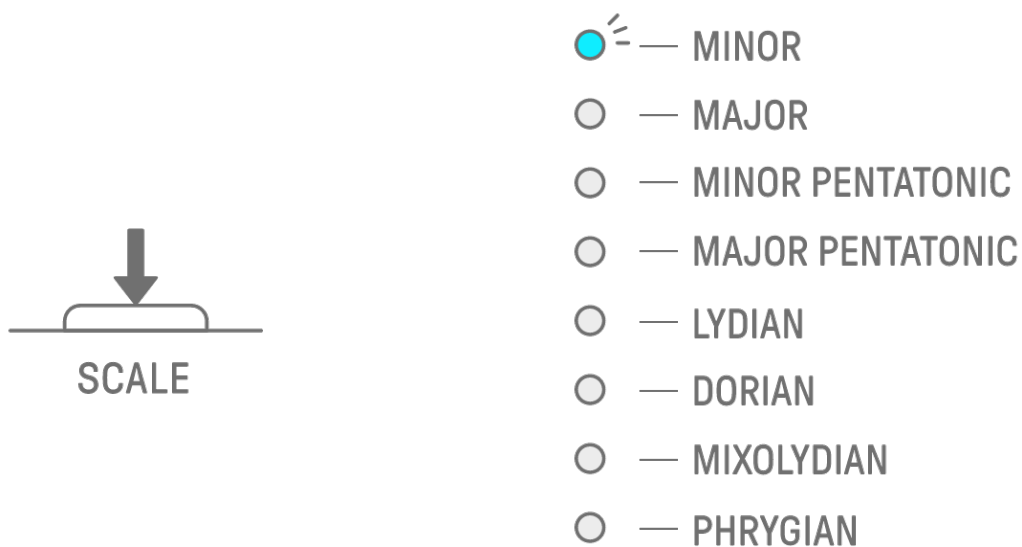 MINOR
MAJOR
MINOR PENTATONIC
MAJOR PENTATONIC
LYDIAN
SCALE
DORIAN
MIXOLYDIAN
PHRYGIAN